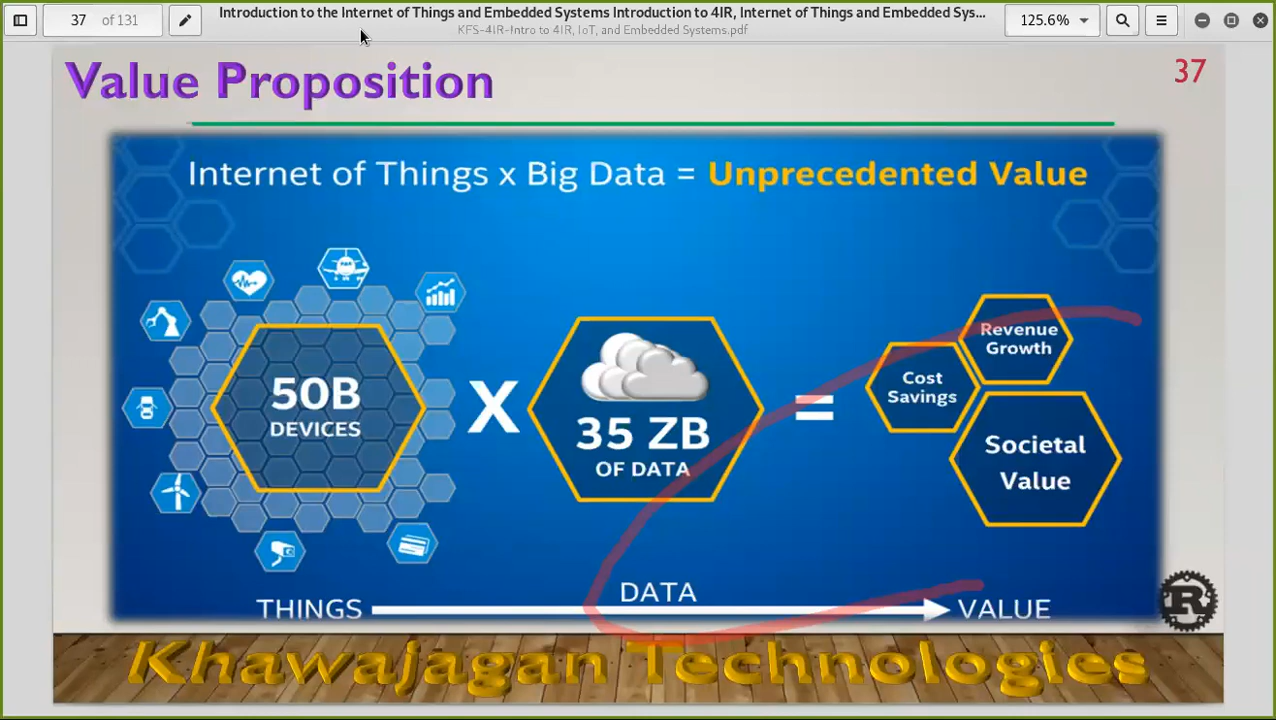 37 of 131
Introduction to the Internet of Things and Embedded Systems Introduction to 4IR, Internet of Things and Embedded Sys...
KFS-4IR-Intro to 4IR, IoT, and Embedded Systems.pdf
125.6%
Value Proposition
37
Internet of Things x Big Data = Unprecedented Value
50B
DEVICES
X
35 ZB
OF DATA
=
Revenue
Growth
Cost
Savings
Societal
Value
THINGS
DATA
VALUE
R
Khawajagan Technologies